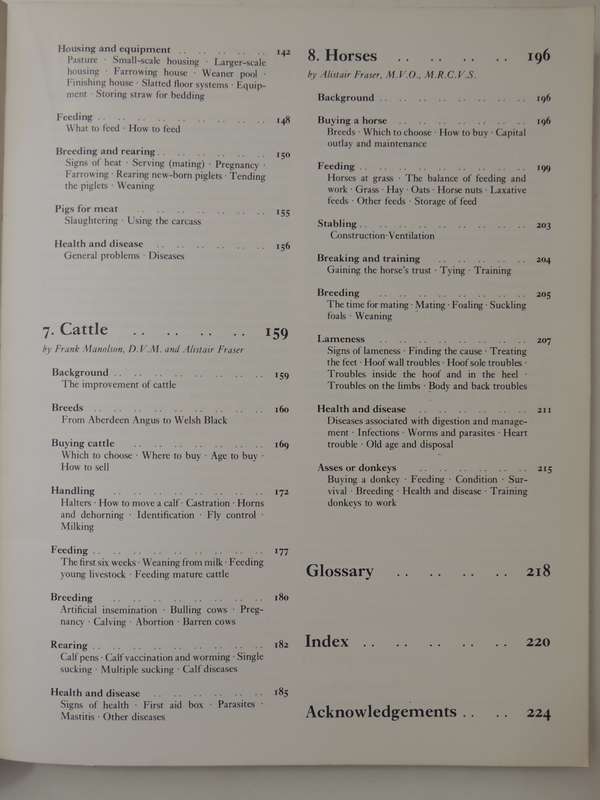 Housing and equipment .. .. .. .. .. 142
Pasture · Small-scale housing · Larger-scale
housing · Farrowing house · Weaner pool ·
Finishing house · Slatted floor systems · Equip-
ment · Storing straw for bedding
Feeding .. .. .. .. .. .. .. .. .. 148
What to feed · How to feed
Breeding and rearing .. .. .. .. .. .. 150
Signs of heat · Serving (mating) · Pregnancy ·
Farrowing · Rearing new-born piglets · Tending
the piglets · Weaning
Pigs for meat .. .. .. .. .. .. .. 155
Slaughtering · Using the carcass
Health and disease .. .. .. .. .. .. 156
General problems · Diseases
7. Cattle .. .. .. .. 159
by Frank Manolson, D.V.M. and Alistair Fraser
Background .. .. .. .. .. .. .. .. 159
The improvement of cattle
Breeds .. .. .. .. .. .. .. .. .. 160
From Aberdeen Angus to Welsh Black
Buying cattle .. .. .. .. .. .. .. 169
Which to choose · Where to buy · Age to buy ·
How to sell
Handling .. .. .. .. .. .. .. .. 172
Halters · How to move a calf · Castration · Horns
and dehorning · Identification · Fly control ·
Milking
Feeding .. .. .. .. .. .. .. .. .. 177
The first six weeks · Weaning from milk · Feeding
young livestock · Feeding mature cattle
Breeding .. .. .. .. .. .. .. .. 180
Artificial insemination · Bulling cows · Preg-
nancy · Calving · Abortion · Barren cows
Rearing .. .. .. .. .. .. .. .. .. 182
Calf pens · Calf vaccination and worming · Single
sucking · Multiple sucking · Calf diseases
Health and disease .. .. .. .. .. .. 185
Signs of health · First aid box · Parasites ·
Mastitis · Other diseases
8. Horses .. .. .. .. 196
by Alistair Fraser, M.V.O., M.R.C.V.S.
Background .. .. .. .. .. .. .. .. 196
Buying a horse .. .. .. .. .. .. .. 196
Breeds · Which to choose · How to buy · Capital
outlay and maintenance
Feeding .. .. .. .. .. .. .. .. .. 199
Horses at grass · The balance of feeding and
work · Grass · Hay · Oats · Horse nuts · Laxative
feeds · Other feeds · Storage of feed
Stabling .. .. .. .. .. .. .. .. .. 203
Construction·Ventilation
Breaking and training .. .. .. .. .. 204
Gaining the horse's trust · Tying · Training
Breeding .. .. .. .. .. .. .. .. 205
The time for mating · Mating · Foaling · Suckling
foals · Weaning
Lameness .. .. .. .. .. .. .. .. 207
Signs of lameness · Finding the cause · Treating
the feet · Hoof wall troubles · Hoof sole troubles ·
Troubles inside the hoof and in the heel ·
Troubles on the limbs · Body and back troubles
Health and disease .. .. .. .. .. .. 211
Diseases associated with digestion and manage-
ment · Infections · Worms and parasites · Heart
trouble · Old age and disposal
Asses or donkeys .. .. .. .. .. .. 215
Buying a donkey · Feeding · Condition · Sur-
vival · Breeding · Health and disease · Training
donkeys to work
Glossary .. .. .. .. 218
Index .. .. .. .. .. 220
Acknowledgements .. .. 224